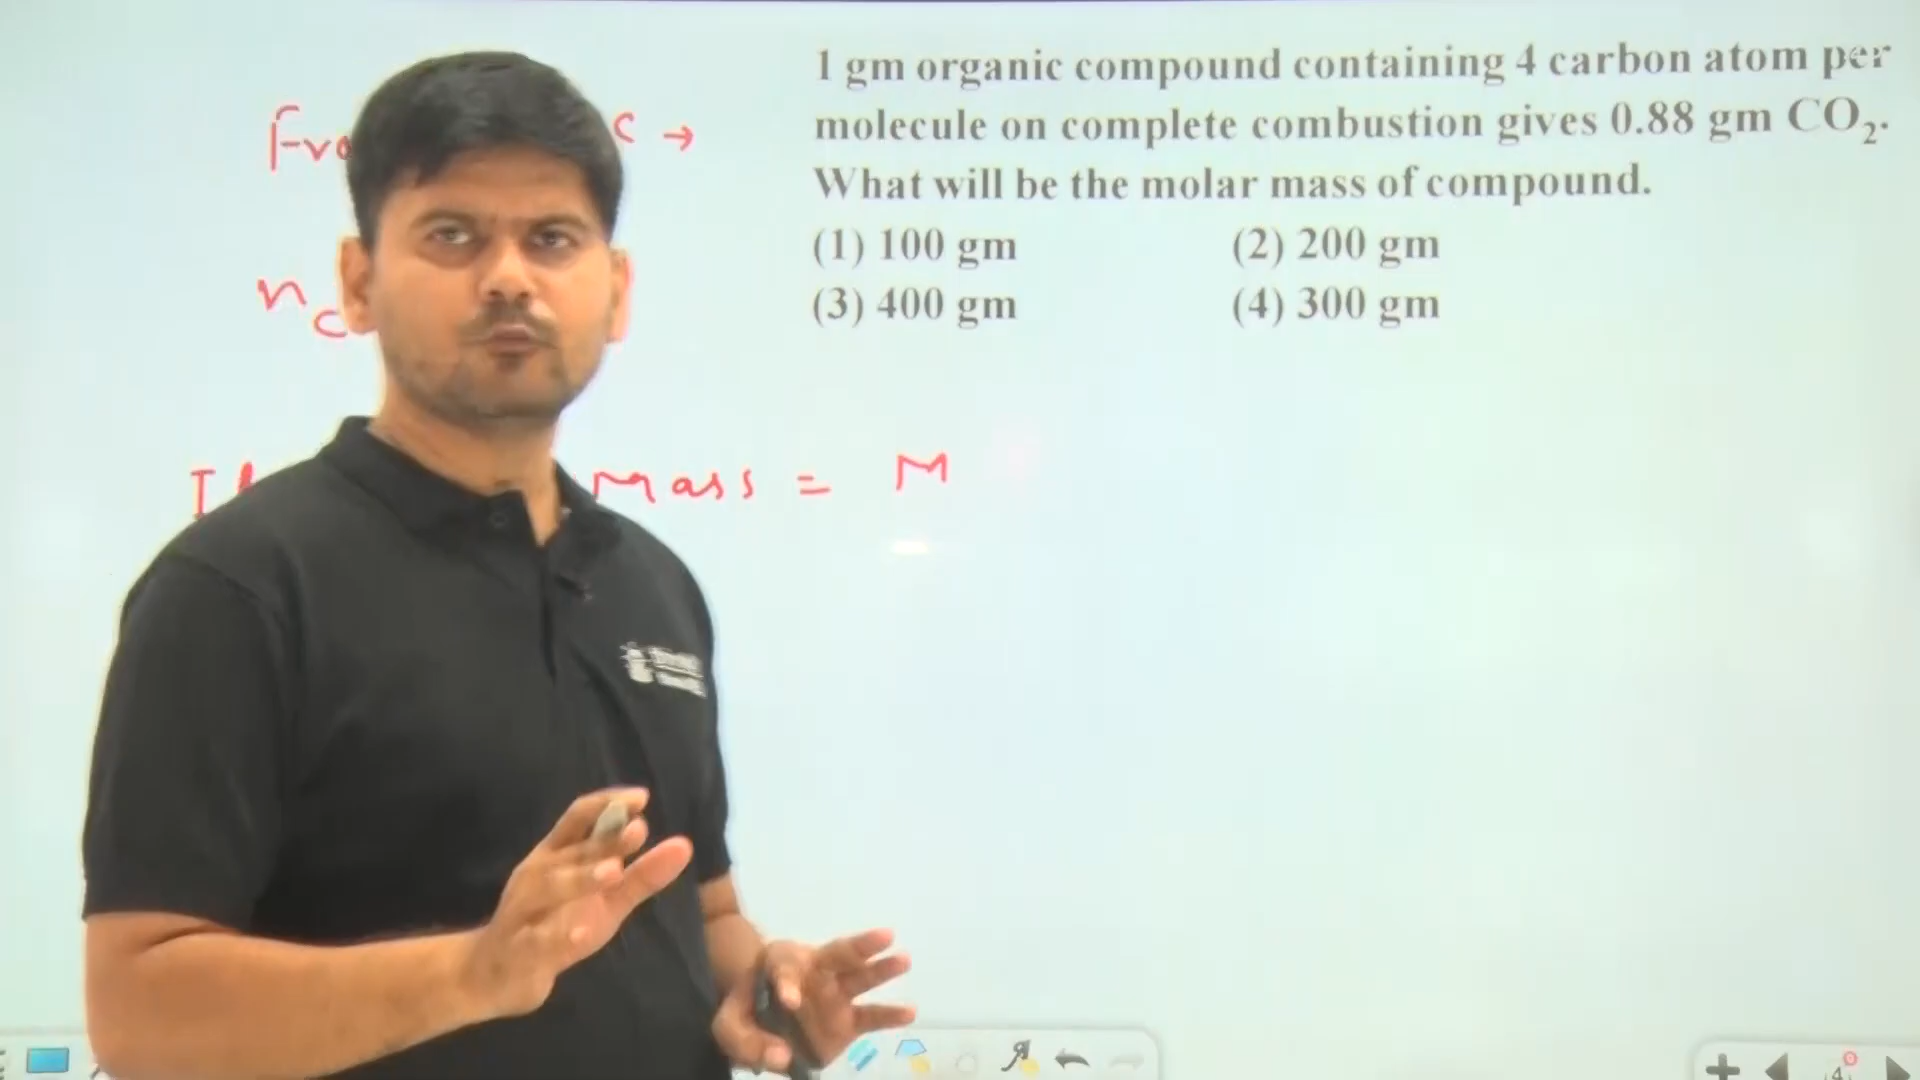 1 gm organic compound containing 4 carbon atom per
molecule on complete combustion gives 0.88 gm CO₂.
What will be the molar mass of compound.
(1) 100 gm (2) 200 gm
(3) 400 gm (4) 300 gm
C →
n_C
Mass = M